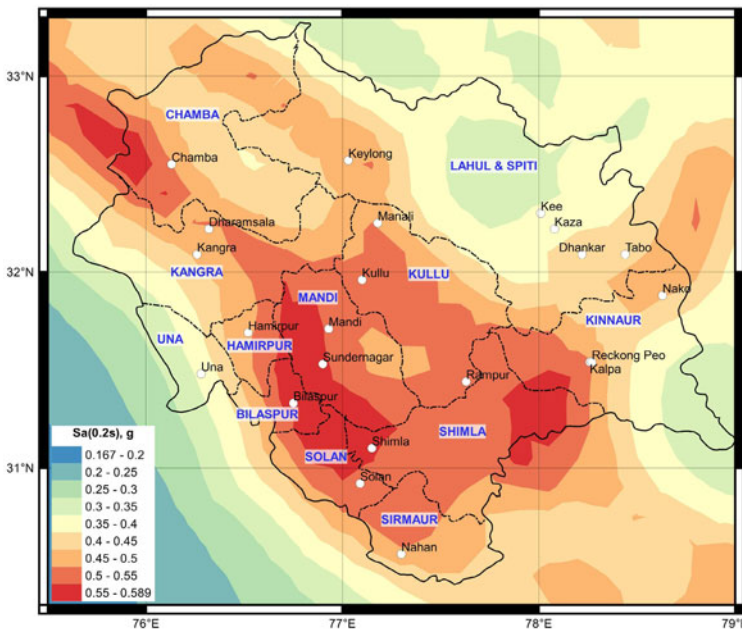 33°N
CHAMBA
Chamba
Keylong
LAHUL & SPITI
Dharamsala
Manali
Kee
Kaza
Kangra
Dhankar
Tabo
32°N
KANGRA
Kullu
KULLU
Nako
MANDI
KINNAUR
UNA
Hamirpur
Mandi
HAMIRPUR
Sundernagar
Reckong Peo
Kalpa
Una
Rampur
Bilaspur
BILASPUR
SHIMLA
Shimla
SOLAN
31°N
Solan
SIRMAUR
Nahan
Sa(0.2s), g
0.167 - 0.2
0.2 - 0.25
0.25 - 0.3
0.3 - 0.35
0.35 - 0.4
0.4 - 0.45
0.45 - 0.5
0.5 - 0.55
0.55 - 0.589
76°E
77°E
78°E
79°E